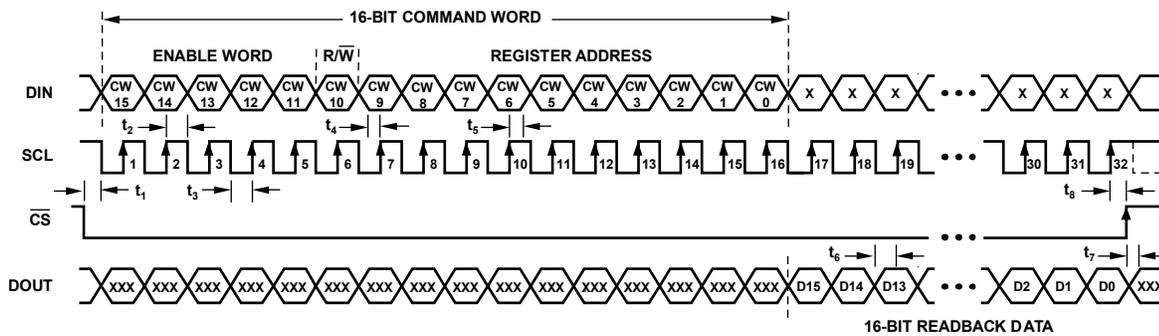 16-BIT COMMAND WORD
ENABLE WORD R/W̅ REGISTER ADDRESS
DIN CW 15 CW 14 CW 13 CW 12 CW 11 CW 10 CW 9 CW 8 CW 7 CW 6 CW 5 CW 4 CW 3 CW 2 CW 1 CW 0 X X X ••• X X X
t2 t4 t5
SCL 1 2 3 4 5 6 7 8 9 10 11 12 13 14 15 16 17 18 19 ••• 30 31 32
t1 t3 t8
C̅S̅ •••
t6 t7
DOUT XXX XXX XXX XXX XXX XXX XXX XXX XXX XXX XXX XXX XXX XXX XXX XXX D15 D14 D13 ••• D2 D1 D0 XXX
16-BIT READBACK DATA